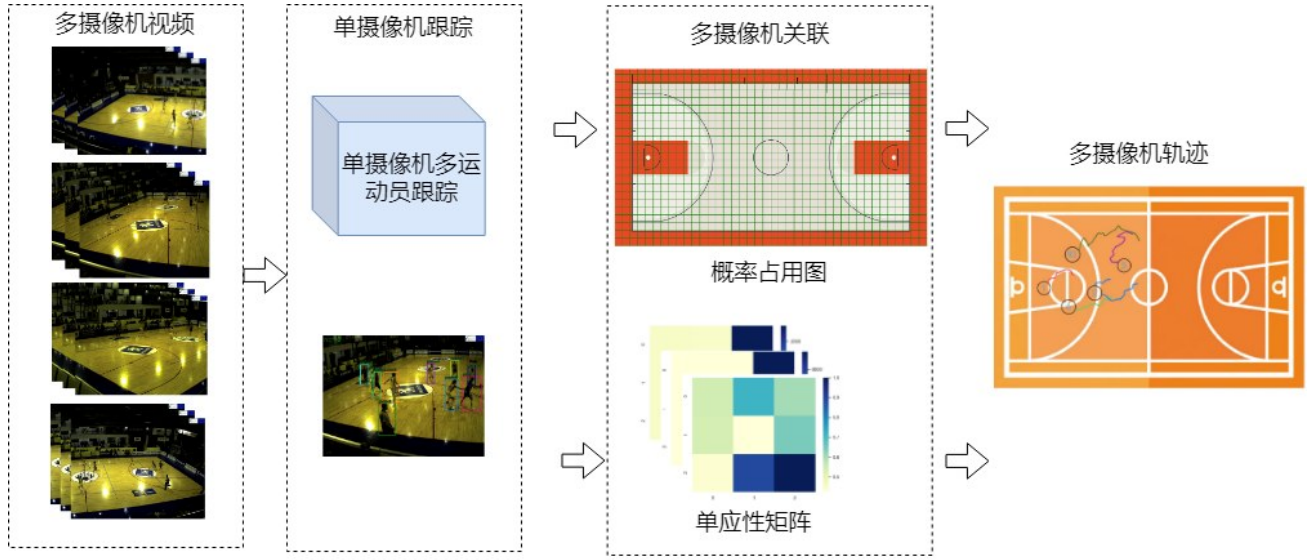 多摄像机视频
单摄像机跟踪
单摄像机多运
动员跟踪
多摄像机关联
概率占用图
单应性矩阵
多摄像机轨迹